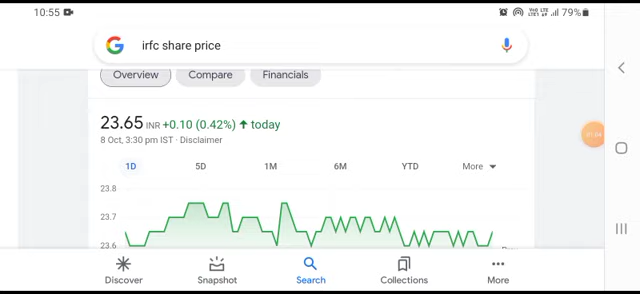 10:55 79%
irfc share price
Overview Compare Financials
23.65 INR +0.10 (0.42%) ↑ today
8 Oct, 3:30 pm IST · Disclaimer
1D 5D 1M 6M YTD More
23.8
23.7
23.6
Discover Snapshot Search Collections More